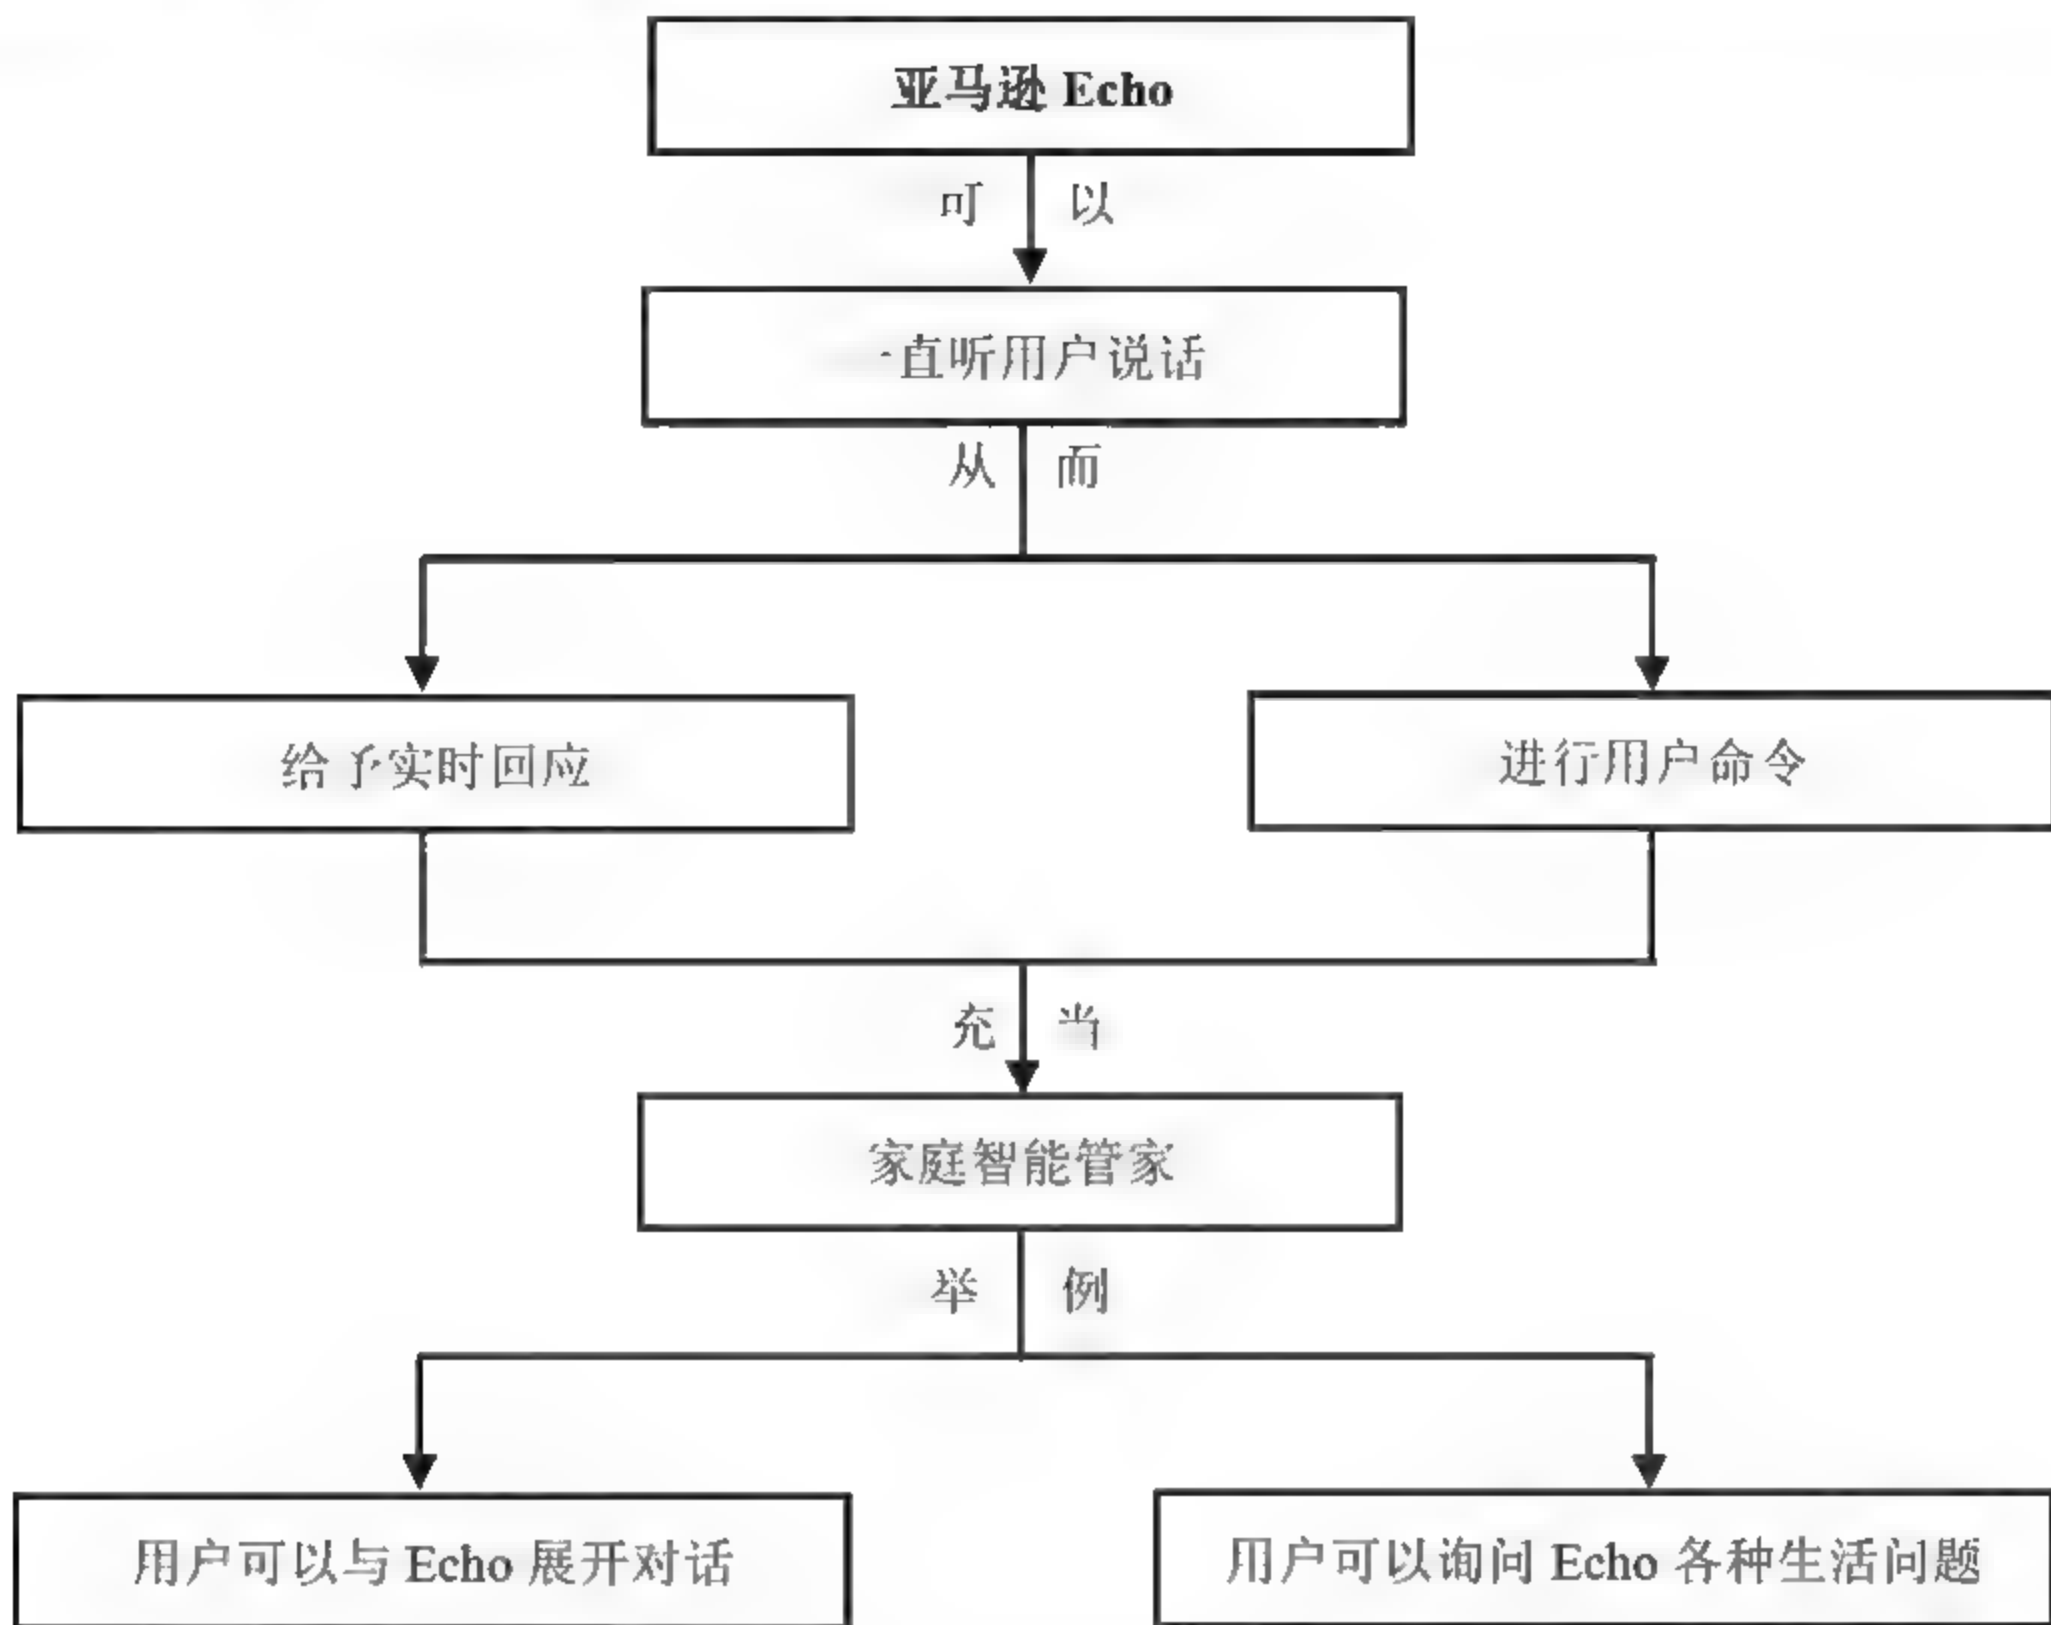 亚马逊 Echo
可 以
一直听用户说话
从 而
给予实时回应
进行用户命令
充 当
家庭智能管家
举 例
用户可以与 Echo 展开对话
用户可以询问 Echo 各种生活问题